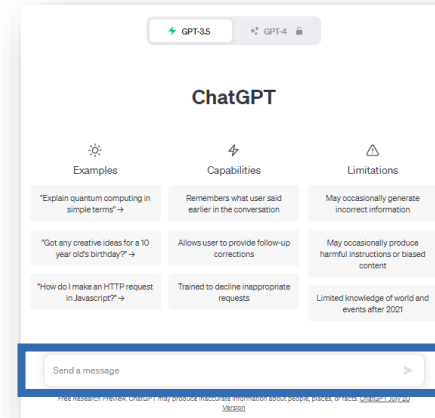 GPT-3.5
GPT-4
ChatGPT
Examples
"Explain quantum computing in
simple terms" →
"Got any creative ideas for a 10
year old's birthday?" →
"How do I make an HTTP request
in Javascript?" →
Capabilities
Remembers what user said
earlier in the conversation
Allows user to provide follow-up
corrections
Trained to decline inappropriate
requests
Limitations
May occasionally generate
incorrect information
May occasionally produce
harmful instructions or biased
content
Limited knowledge of world and
events after 2021
Send a message
Free Research Preview. ChatGPT may produce inaccurate information about people, places, or facts. ChatGPT July 20
Version